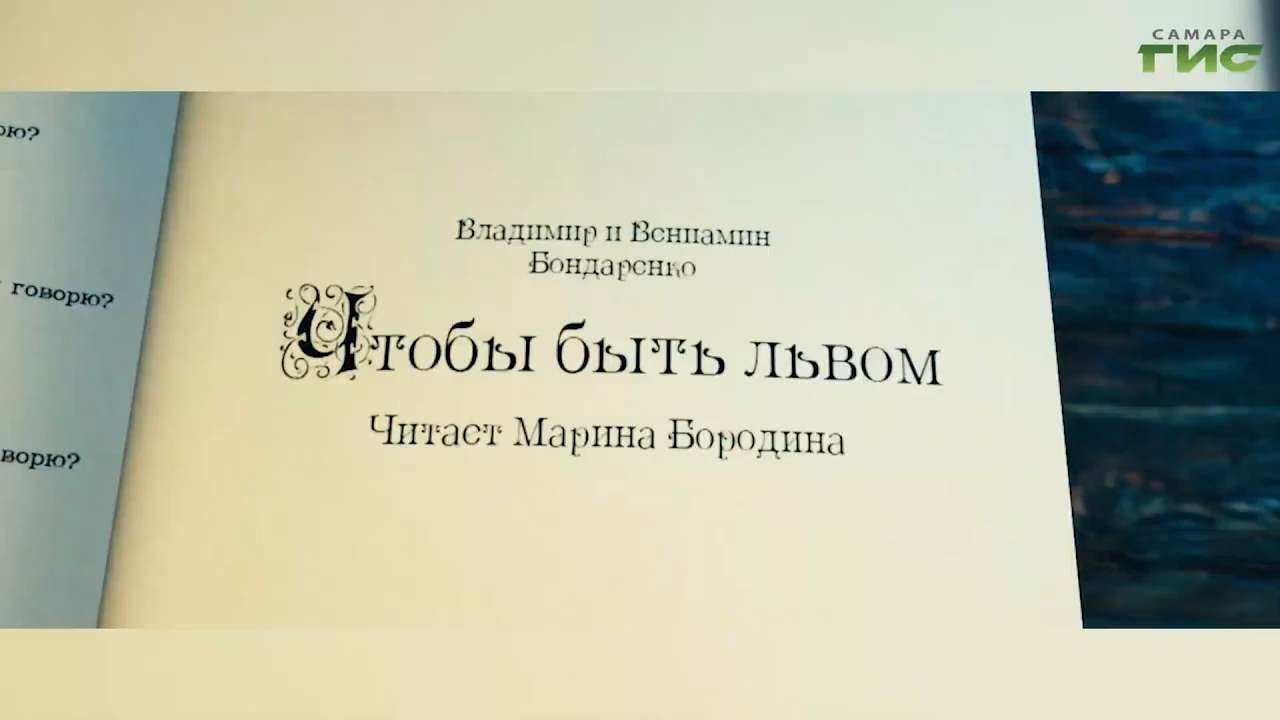 САМАРА
ГИС
рю?
говорю?
ворю?
Владимир и Вениамин
Бондаренко
Чтобы быть львом
Читает Марина Бородина